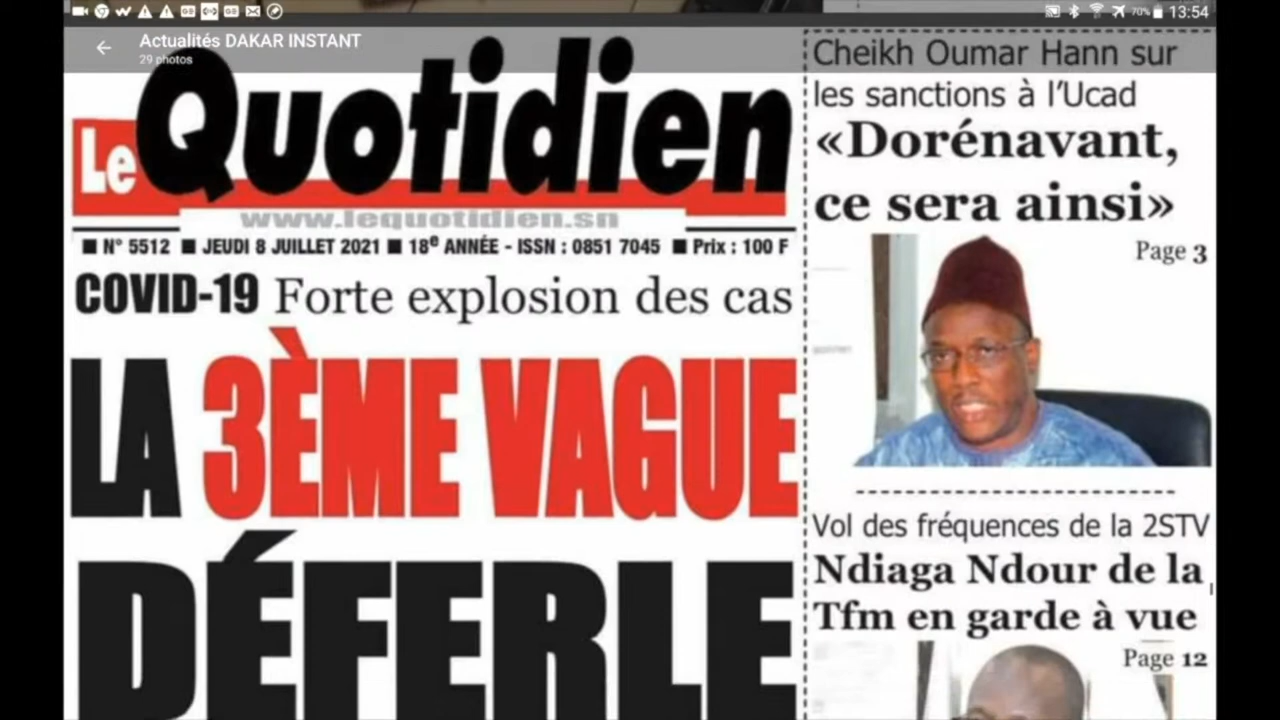 70%
13:54
Actualités DAKAR INSTANT
29 photos
Le Quotidien
www.lequotidien.sn
■ N° 5512 ■ JEUDI 8 JUILLET 2021 ■ 18e ANNÉE - ISSN : 0851 7045 ■ Prix : 100 F
COVID-19 Forte explosion des cas
LA 3ÈME VAGUE
DÉFERLE
Cheikh Oumar Hann sur
les sanctions à l'Ucad
«Dorénavant,
ce sera ainsi»
Page 3
Vol des fréquences de la 2STV
Ndiaga Ndour de la
Tfm en garde à vue
Page 12